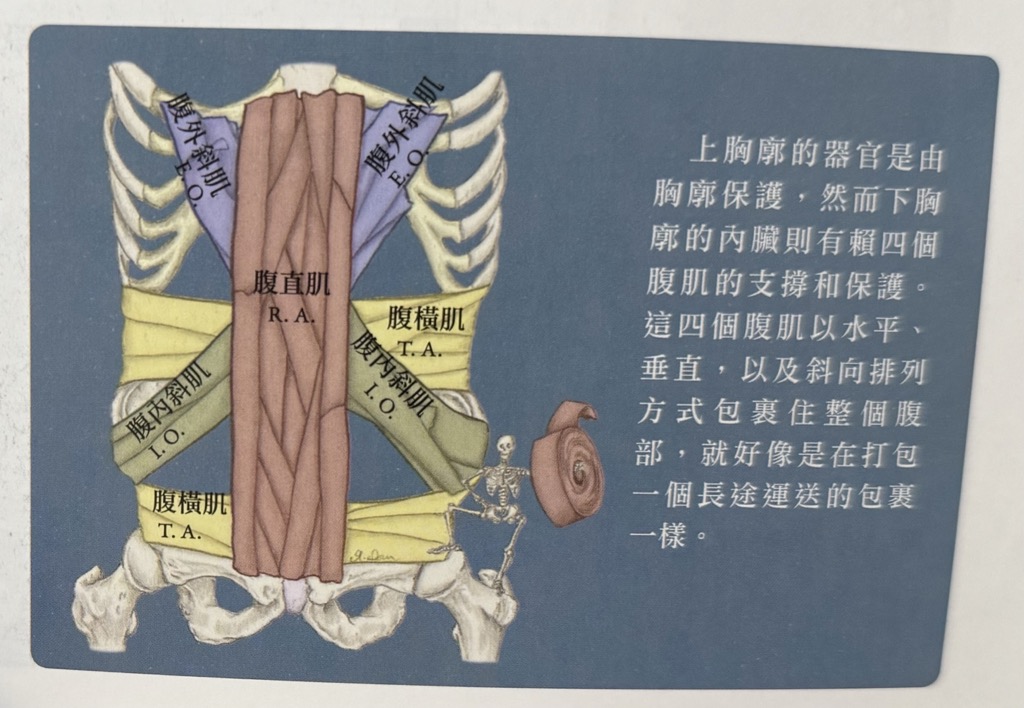 腹外斜肌
E. O.
腹外斜肌
E. O.
腹直肌
R. A.
腹橫肌
T. A.
腹內斜肌
I. O.
腹內斜肌
I. O.
腹橫肌
T. A.
上胸廓的器官是由
胸廓保護，然而下胸
廓的內臟則有賴四個
腹肌的支撐和保護。
這四個腹肌以水平、
垂直，以及斜向排列
方式包裹住整個腹
部，就好像是在打包
一個長途運送的包裹
一樣。